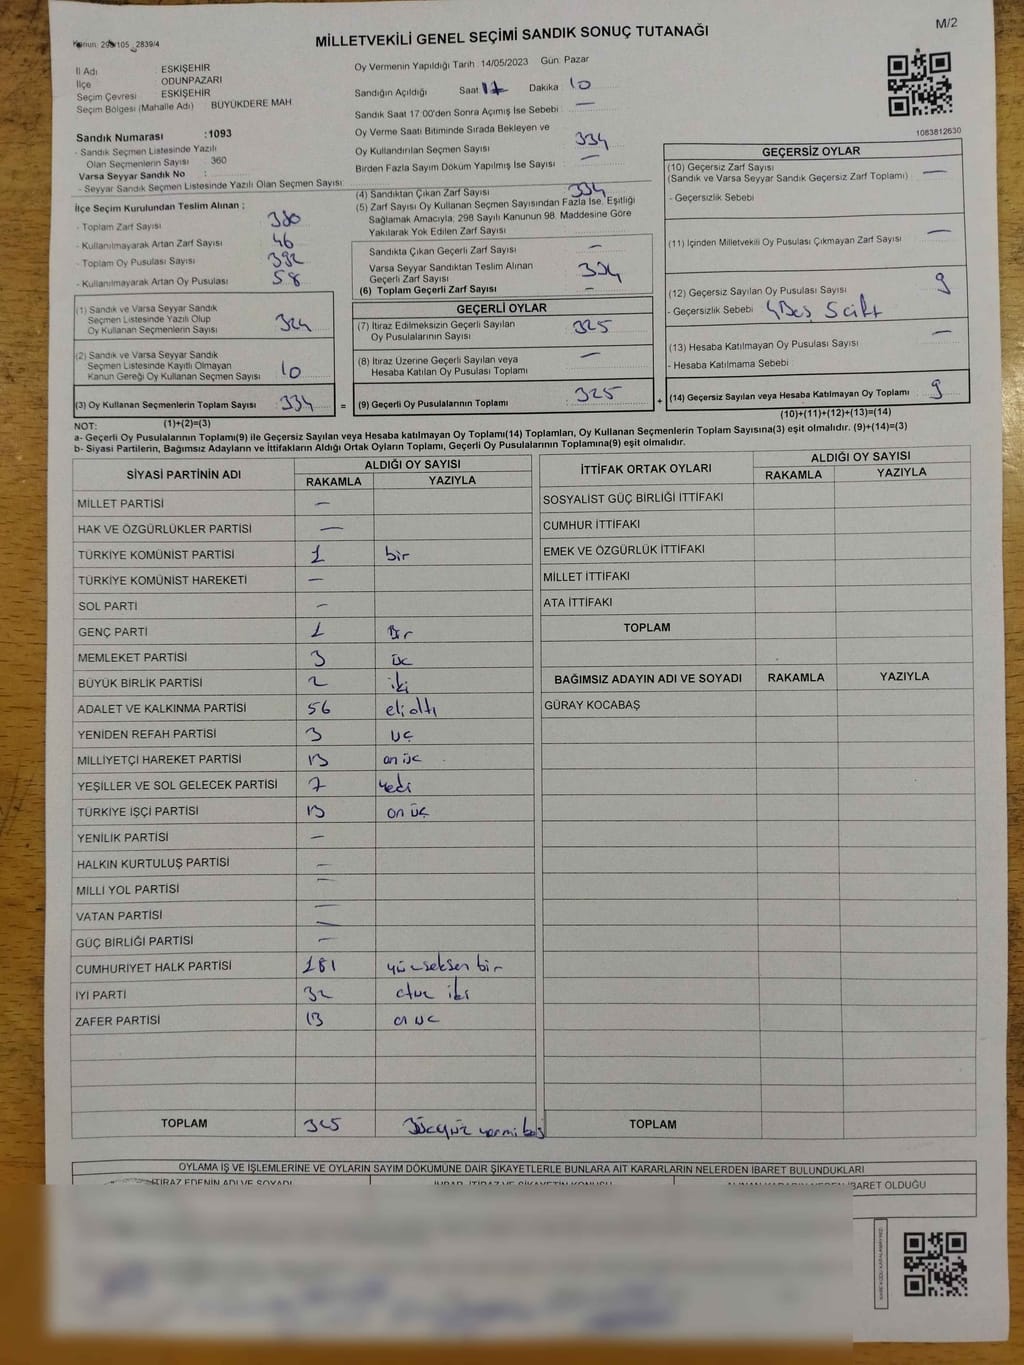 M/2
MİLLETVEKİLİ GENEL SEÇİMİ SANDIK SONUÇ TUTANAĞI
Kanun: 298/105 2839/4
İl Adı : ESKİŞEHİR
İlçe ODUNPAZARI
Seçim Çevresi : ESKİŞEHİR
Seçim Bölgesi (Mahalle Adı) : BÜYÜKDERE MAH.
Sandık Numarası : 1093
- Sandık Seçmen Listesinde Yazılı
Olan Seçmenlerin Sayısı : 360
Varsa Seyyar Sandık No :
- Seyyar Sandık Seçmen Listesinde Yazılı Olan Seçmen Sayısı:
Oy Vermenin Yapıldığı Tarih : 14/05/2023 Gün: Pazar
Sandığın Açıldığı Saat 17 Dakika 10
Sandık Saat 17:00'den Sonra Açımış İse Sebebi : —
Oy Verme Saati Bitiminde Sırada Bekleyen ve
Oy Kullandırılan Seçmen Sayısı 334
Birden Fazla Sayım Döküm Yapılmış İse Sayısı : —
1083812630
İlçe Seçim Kurulundan Teslim Alınan ;
- Toplam Zarf Sayısı : 380
- Kullanılmayarak Artan Zarf Sayısı : 46
- Toplam Oy Pusulası Sayısı : 392
- Kullanılmayarak Artan Oy Pusulası : 58
(1) Sandık ve Varsa Seyyar Sandık
Seçmen Listesinde Yazılı Olup
Oy Kullanan Seçmenlerin Sayısı : 324
(2) Sandık ve Varsa Seyyar Sandık
Seçmen Listesinde Kayıtlı Olmayan
Kanun Gereği Oy Kullanan Seçmen Sayısı : 10
(3) Oy Kullanan Seçmenlerin Toplam Sayısı : 334
(4) Sandıktan Çıkan Zarf Sayısı : 334
(5) Zarf Sayısı Oy Kullanan Seçmen Sayısından Fazla İse, Eşitliği
Sağlamak Amacıyla; 298 Sayılı Kanunun 98. Maddesine Göre
Yakılarak Yok Edilen Zarf Sayısı :
Sandıkta Çıkan Geçerli Zarf Sayısı : —
Varsa Seyyar Sandıktan Teslim Alınan
Geçerli Zarf Sayısı : 334
(6) Toplam Geçerli Zarf Sayısı : —
GEÇERLİ OYLAR
(7) İtiraz Edilmeksizin Geçerli Sayılan
Oy Pusulalarının Sayısı : 325
(8) İtiraz Üzerine Geçerli Sayılan veya
Hesaba Katılan Oy Pusulası Toplamı : —
= (9) Geçerli Oy Pusulalarının Toplamı : 325 +
GEÇERSİZ OYLAR
(10) Geçersiz Zarf Sayısı
(Sandık ve Varsa Seyyar Sandık Geçersiz Zarf Toplamı) : —
- Geçersizlik Sebebi :
(11) İçinden Milletvekili Oy Pusulası Çıkmayan Zarf Sayısı : —
(12) Geçersiz Sayılan Oy Pusulası Sayısı : 9
- Geçersizlik Sebebi :
(13) Hesaba Katılmayan Oy Pusulası Sayısı : —
- Hesaba Katılmama Sebebi :
(14) Geçersiz Sayılan veya Hesaba Katılmayan Oy Toplamı : 9
NOT: (1)+(2)=(3)
(10)+(11)+(12)+(13)=(14)
a- Geçerli Oy Pusulalarının Toplamı(9) ile Geçersiz Sayılan veya Hesaba katılmayan Oy Toplamı(14) Toplamları, Oy Kullanan Seçmenlerin Toplam Sayısına(3) eşit olmalıdır. (9)+(14)=(3)
b- Siyasi Partilerin, Bağımsız Adayların ve İttifakların Aldığı Ortak Oyların Toplamı, Geçerli Oy Pusulalarının Toplamına(9) eşit olmalıdır.
SİYASİ PARTİNİN ADI ALDIĞI OY SAYISI
RAKAMLA YAZIYLA
MİLLET PARTİSİ —
HAK VE ÖZGÜRLÜKLER PARTİSİ —
TÜRKİYE KOMÜNİST PARTİSİ 1 bir
TÜRKİYE KOMÜNİST HAREKETİ —
SOL PARTİ —
GENÇ PARTİ 1 Bir
MEMLEKET PARTİSİ 3 üç
BÜYÜK BİRLİK PARTİSİ 2 iki
ADALET VE KALKINMA PARTİSİ 56 elialtı
YENİDEN REFAH PARTİSİ 3 üç
MİLLİYETÇİ HAREKET PARTİSİ 13 on üç
YEŞİLLER VE SOL GELECEK PARTİSİ 7 yedi
TÜRKİYE İŞÇİ PARTİSİ 13 on üç
YENİLİK PARTİSİ —
HALKIN KURTULUŞ PARTİSİ —
MİLLİ YOL PARTİSİ —
VATAN PARTİSİ —
GÜÇ BİRLİĞİ PARTİSİ —
CUMHURİYET HALK PARTİSİ 181 yüzseksen bir
İYİ PARTİ 32 otuz iki
ZAFER PARTİSİ 13 on üç
TOPLAM 325 Üçyüz yirmi beş
İTTİFAK ORTAK OYLARI ALDIĞI OY SAYISI
RAKAMLA YAZIYLA
SOSYALİST GÜÇ BİRLİĞİ İTTİFAKI
CUMHUR İTTİFAKI
EMEK VE ÖZGÜRLÜK İTTİFAKI
MİLLET İTTİFAKI
ATA İTTİFAKI
TOPLAM
BAĞIMSIZ ADAYIN ADI VE SOYADI RAKAMLA YAZIYLA
GÜRAY KOCABAŞ
TOPLAM
OYLAMA İŞ VE İŞLEMLERİNE VE OYLARIN SAYIM DÖKÜMÜNE DAİR ŞİKAYETLERLE BUNLARA AİT KARARLARIN NELERDEN İBARET BULUNDUKLARI
İTİRAZ EDENİN ADI VE SOYADI İHBAR, İTİRAZ VE ŞİKAYETİN KONUSU ALINAN KARARIN NEDEN İBARET OLDUĞU